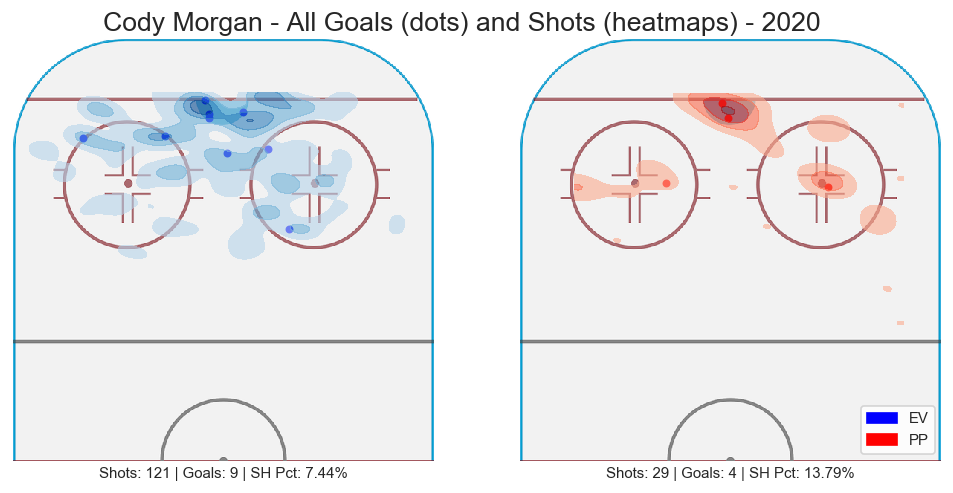 Cody Morgan - All Goals (dots) and Shots (heatmaps) - 2020
EV
PP
Shots: 121 | Goals: 9 | SH Pct: 7.44%
Shots: 29 | Goals: 4 | SH Pct: 13.79%